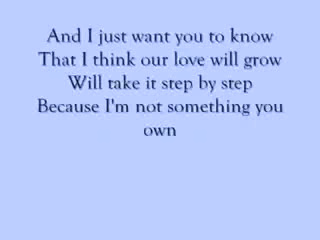 And I just want you to know
That I think our love will grow
Will take it step by step
Because I'm not something you
own